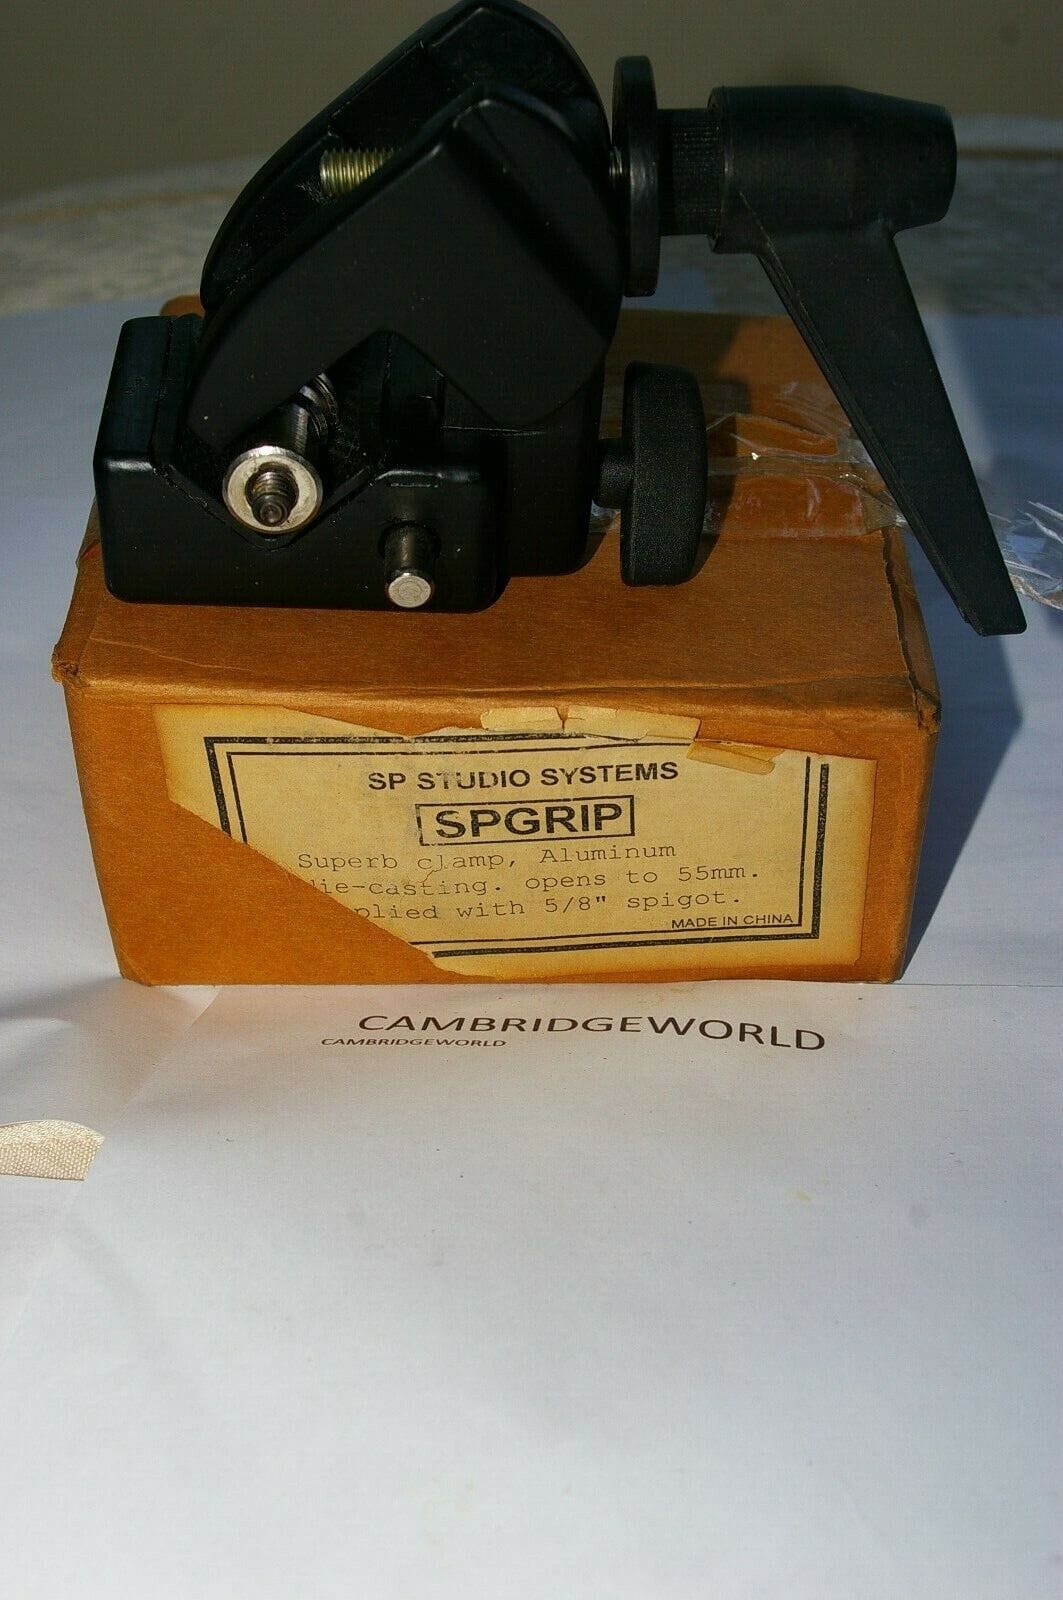 SP STUDIO SYSTEMS
SPGRIP
Superb clamp, Aluminum
die-casting. opens to 55mm.
plied with 5/8" spigot.
MADE IN CHINA
CAMBRIDGEWORLD
CAMBRIDGEWORLD